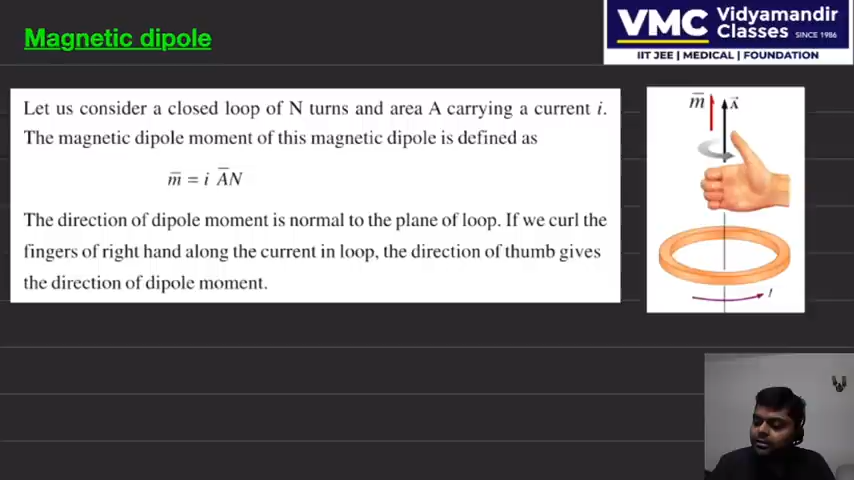 Magnetic dipole
VMC Vidyamandir Classes SINCE 1986
IIT JEE | MEDICAL | FOUNDATION
Let us consider a closed loop of N turns and area A carrying a current i.
The magnetic dipole moment of this magnetic dipole is defined as
m̅ = i A̅N
The direction of dipole moment is normal to the plane of loop. If we curl the
fingers of right hand along the current in loop, the direction of thumb gives
the direction of dipole moment.
m̅
I